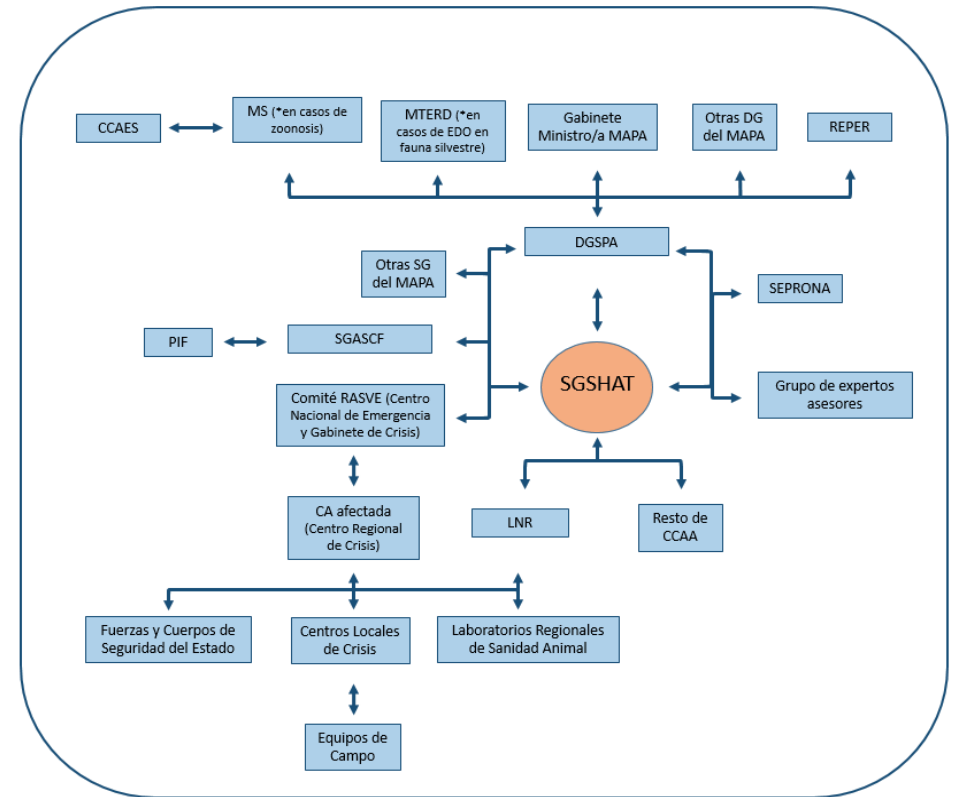 CCAES
MS (*en casos de
zoonosis)
MTERD (*en
casos de EDO en
fauna silvestre)
Gabinete
Ministro/a MAPA
Otras DG
del MAPA
REPER
DGSPA
Otras SG
del MAPA
SEPRONA
PIF
SGASCF
SGSHAT
Comité RASVE (Centro
Nacional de Emergencia
y Gabinete de Crisis)
Grupo de expertos
asesores
CA afectada
(Centro Regional
de Crisis)
LNR
Resto de
CCAA
Fuerzas y Cuerpos de
Seguridad del Estado
Centros Locales
de Crisis
Laboratorios Regionales
de Sanidad Animal
Equipos de
Campo